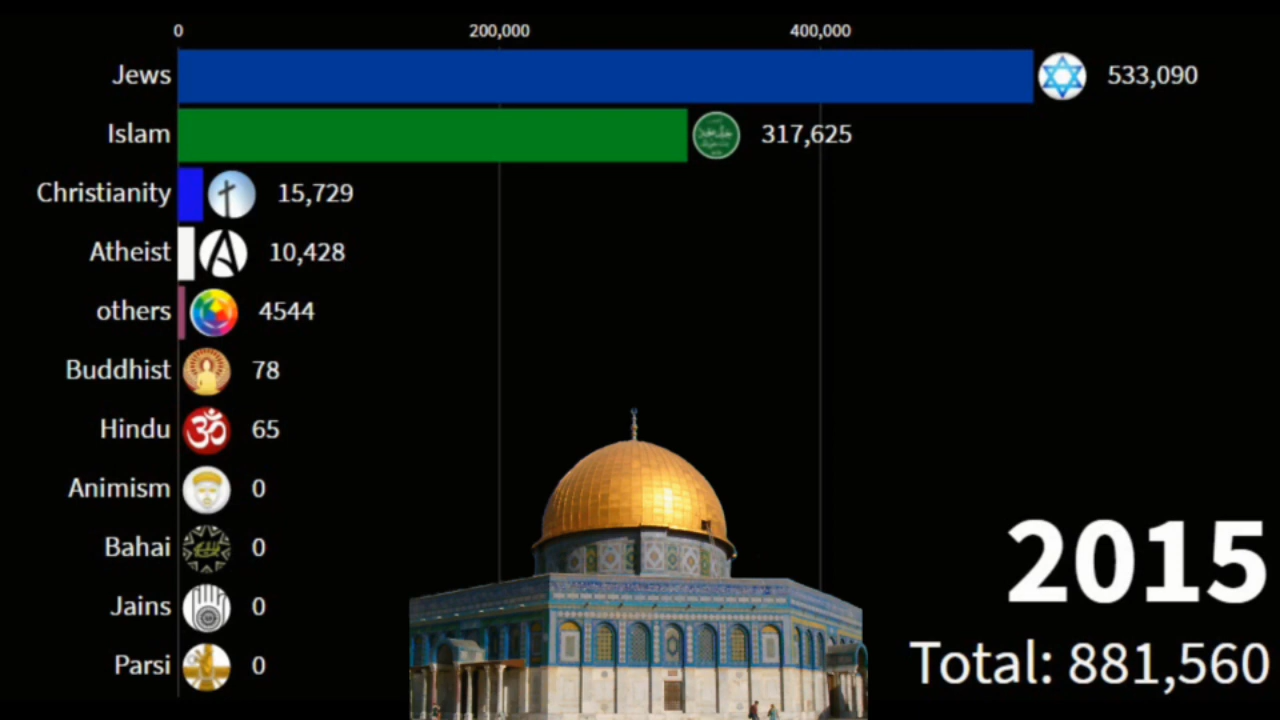 0 200,000 400,000
Jews 533,090
Islam 317,625
Christianity 15,729
Atheist 10,428
others 4544
Buddhist 78
Hindu 65
Animism 0
Bahai 0
Jains 0
Parsi 0
2015
Total: 881,560